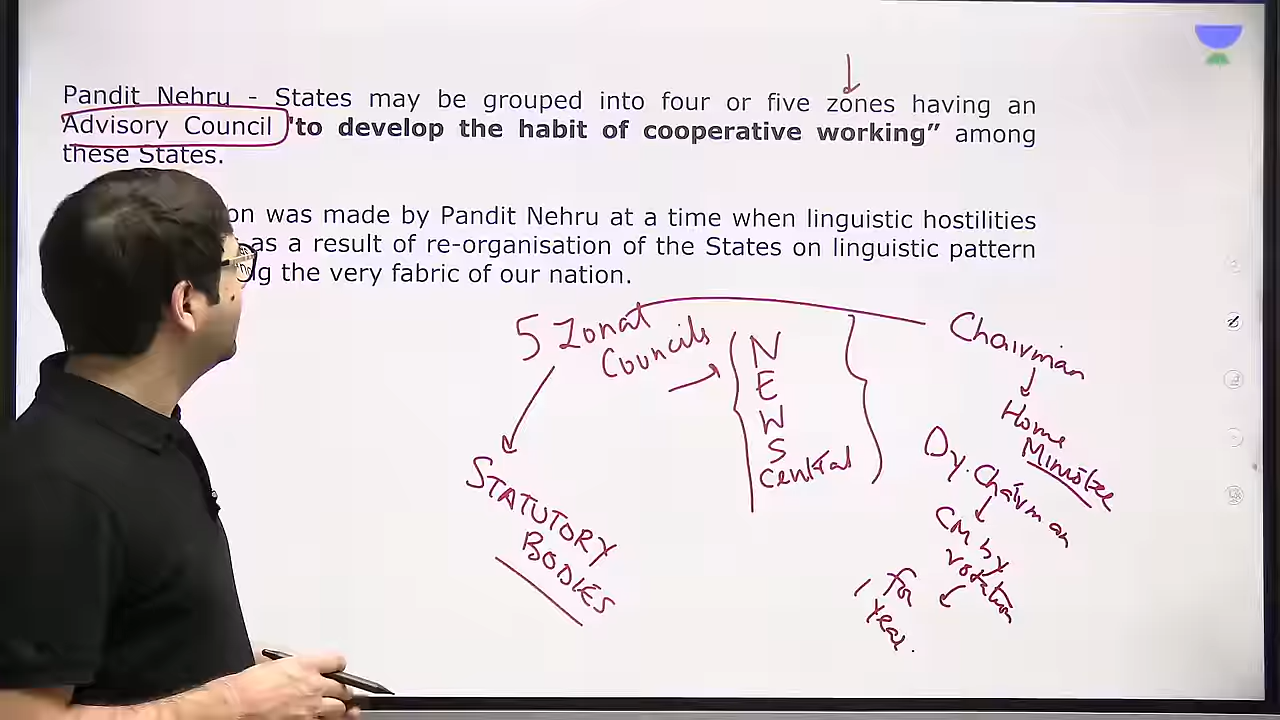 Pandit Nehru - States may be grouped into four or five zones having an
Advisory Council "to develop the habit of cooperative working” among
these States.
on was made by Pandit Nehru at a time when linguistic hostilities
as a result of re-organisation of the States on linguistic pattern
the very fabric of our nation.
5 Zonal
Councils
STATUTORY
BODIES
N
E
W
S
Central
Chairman
Home
Minister
Dy. Chairman
CM by
rotation
for
1 year.